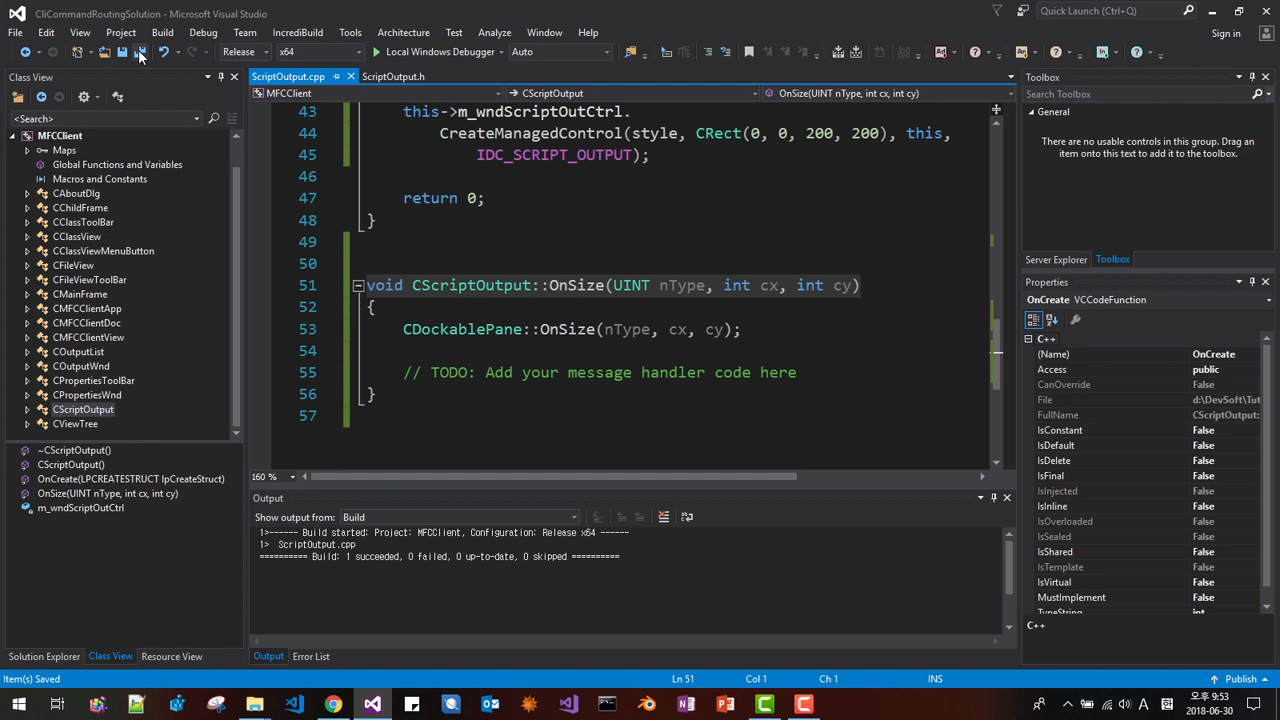 CliCommandRoutingSolution - Microsoft Visual Studio
Quick Launch (Ctrl+Q)
File Edit View Project Build Debug Team IncrediBuild Tools Architecture Test Analyze Window Help
Sign in
Release x64 Local Windows Debugger Auto
Class View
<Search>
MFCClient
Maps
Global Functions and Variables
Macros and Constants
CAboutDlg
CChildFrame
CClassToolBar
CClassView
CClassViewMenuButton
CFileView
CFileViewToolBar
CMainFrame
CMFCClientApp
CMFCClientDoc
CMFCClientView
COutputList
COutputWnd
CPropertiesToolBar
CPropertiesWnd
CScriptOutput
CViewTree
~CScriptOutput()
CScriptOutput()
OnCreate(LPCREATESTRUCT lpCreateStruct)
OnSize(UINT nType, int cx, int cy)
m_wndScriptOutCtrl
Solution Explorer Class View Resource View
ScriptOutput.cpp ScriptOutput.h
MFCClient CScriptOutput OnSize(UINT nType, int cx, int cy)
43 this->m_wndScriptOutCtrl.
44 CreateManagedControl(style, CRect(0, 0, 200, 200), this,
45 IDC_SCRIPT_OUTPUT);
46
47 return 0;
48 }
49
50
51 void CScriptOutput::OnSize(UINT nType, int cx, int cy)
52 {
53 CDockablePane::OnSize(nType, cx, cy);
54
55 // TODO: Add your message handler code here
56 }
57
160 %
Output
Show output from: Build
1>------ Build started: Project: MFCClient, Configuration: Release x64 ------
1> ScriptOutput.cpp
========== Build: 1 succeeded, 0 failed, 0 up-to-date, 0 skipped ==========
Output Error List
Toolbox
Search Toolbox
General
There are no usable controls in this group. Drag an
item onto this text to add it to the toolbox.
Server Explorer Toolbox
Properties
OnCreate VCCodeFunction
C++
(Name) OnCreate
Access public
CanOverride False
File d:\DevSoft\Tut
FullName CScriptOutput:
IsConstant False
IsDefault False
IsDelete False
IsFinal False
IsInjected False
IsInline False
IsOverloaded False
IsSealed False
IsShared False
IsTemplate False
IsVirtual False
MustImplement False
TypeString int
C++
Item(s) Saved Ln 51 Col 1 Ch 1 INS Publish
A 한 오후 9:53
2018-06-30